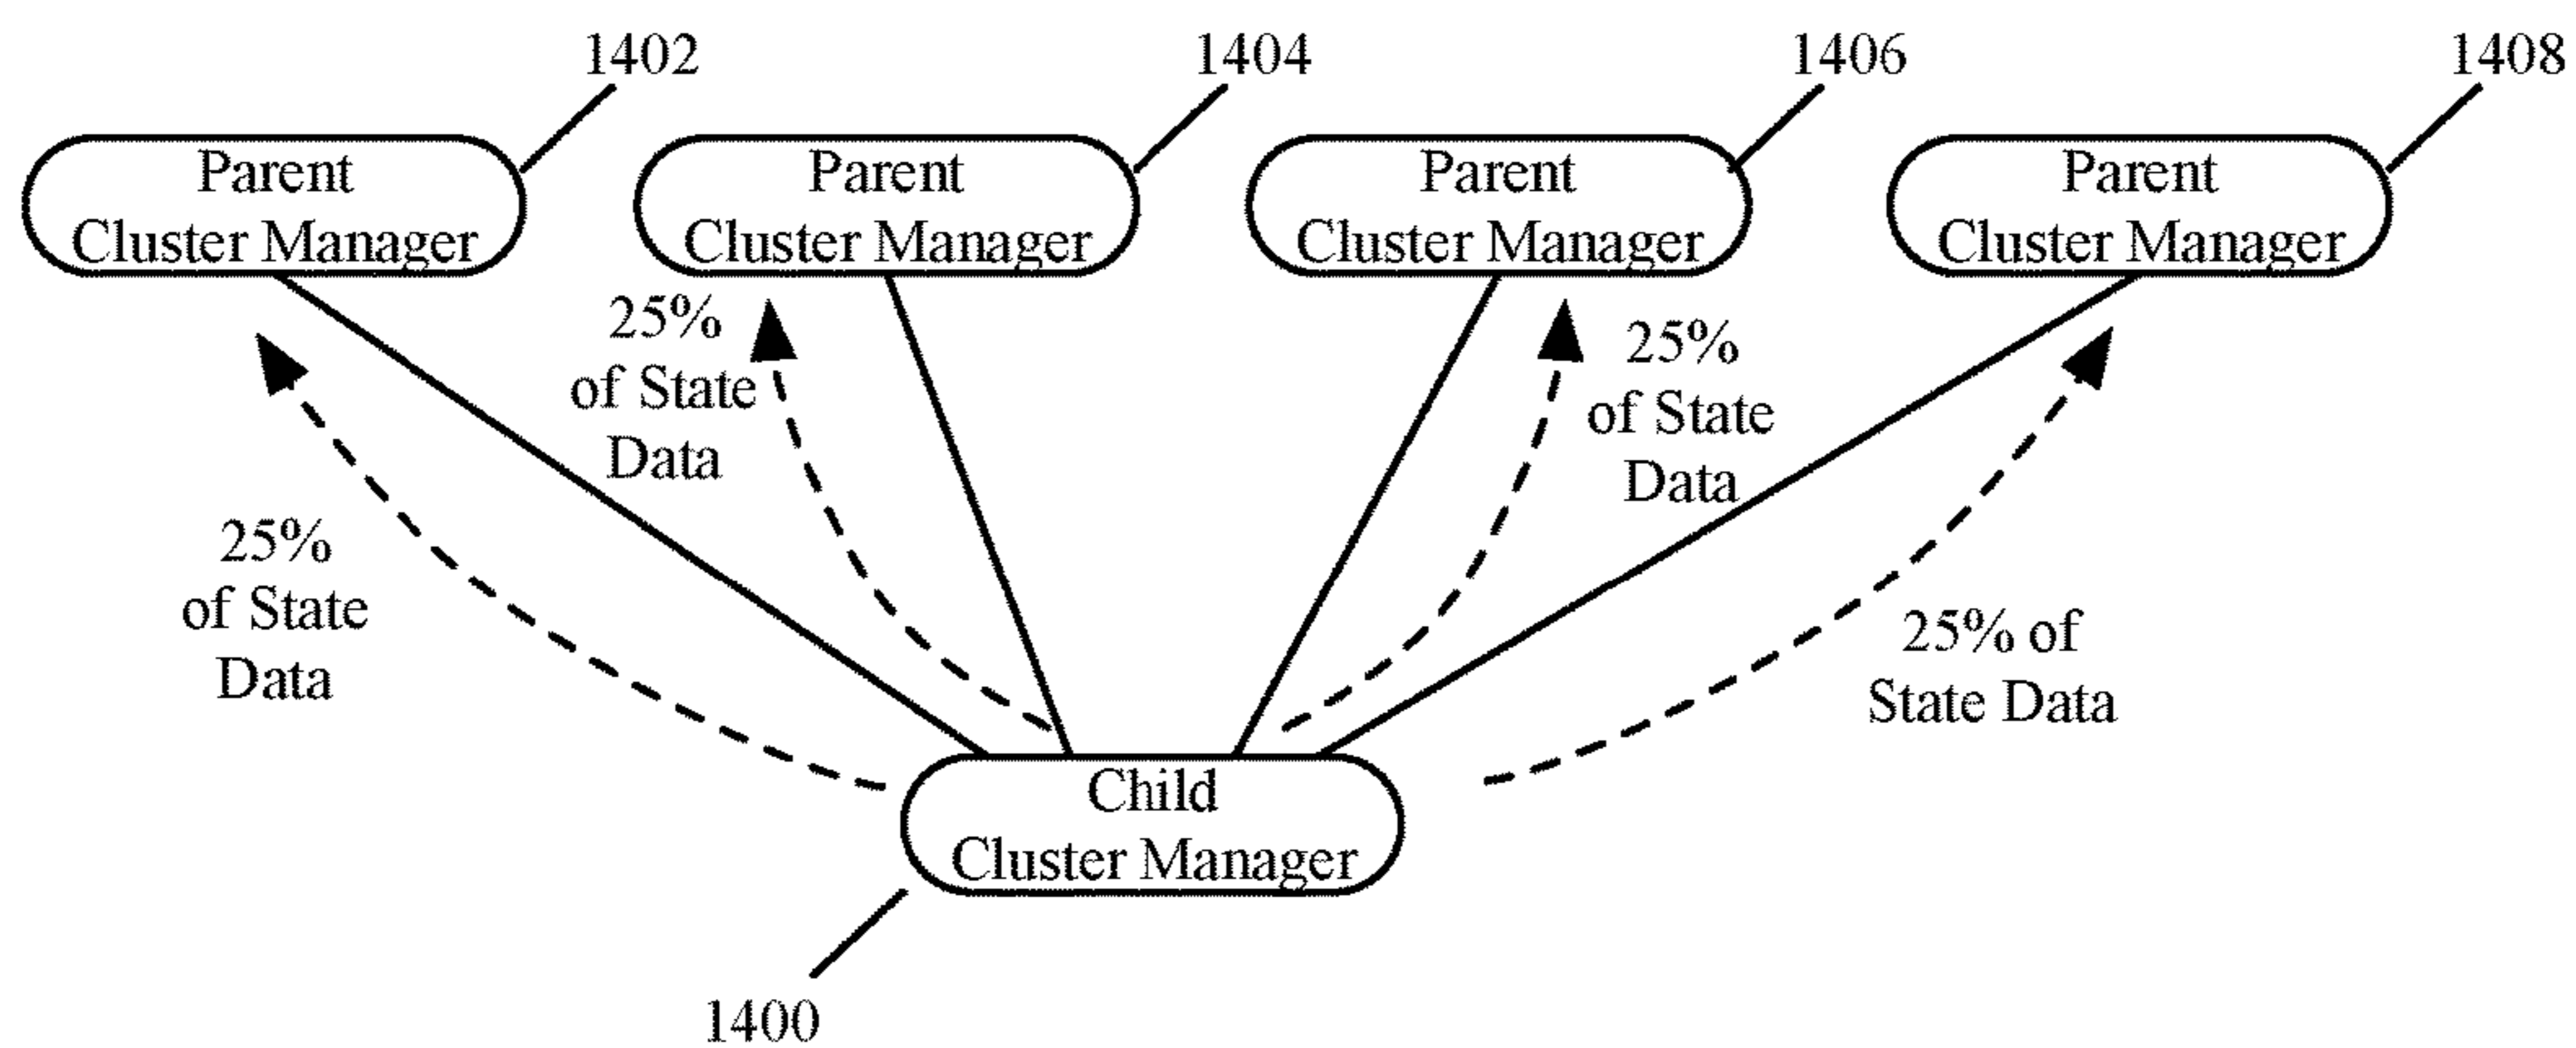 1402
1404
1406
1408
Parent
Cluster Manager
Parent
Cluster Manager
Parent
Cluster Manager
Parent
Cluster Manager
25%
of State
Data
25%
of State
Data
25%
of State
Data
25% of
State Data
Child
Cluster Manager
1400